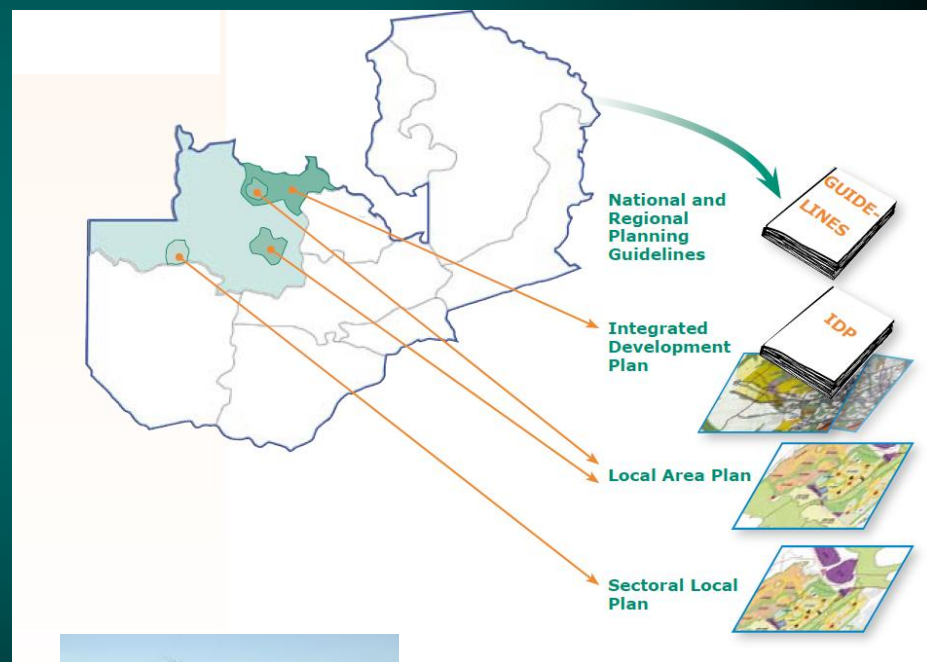 National and
Regional
Planning
Guidelines
GUIDE-
LINES
Integrated
Development
Plan
IDP
Local Area Plan
Sectoral Local
Plan